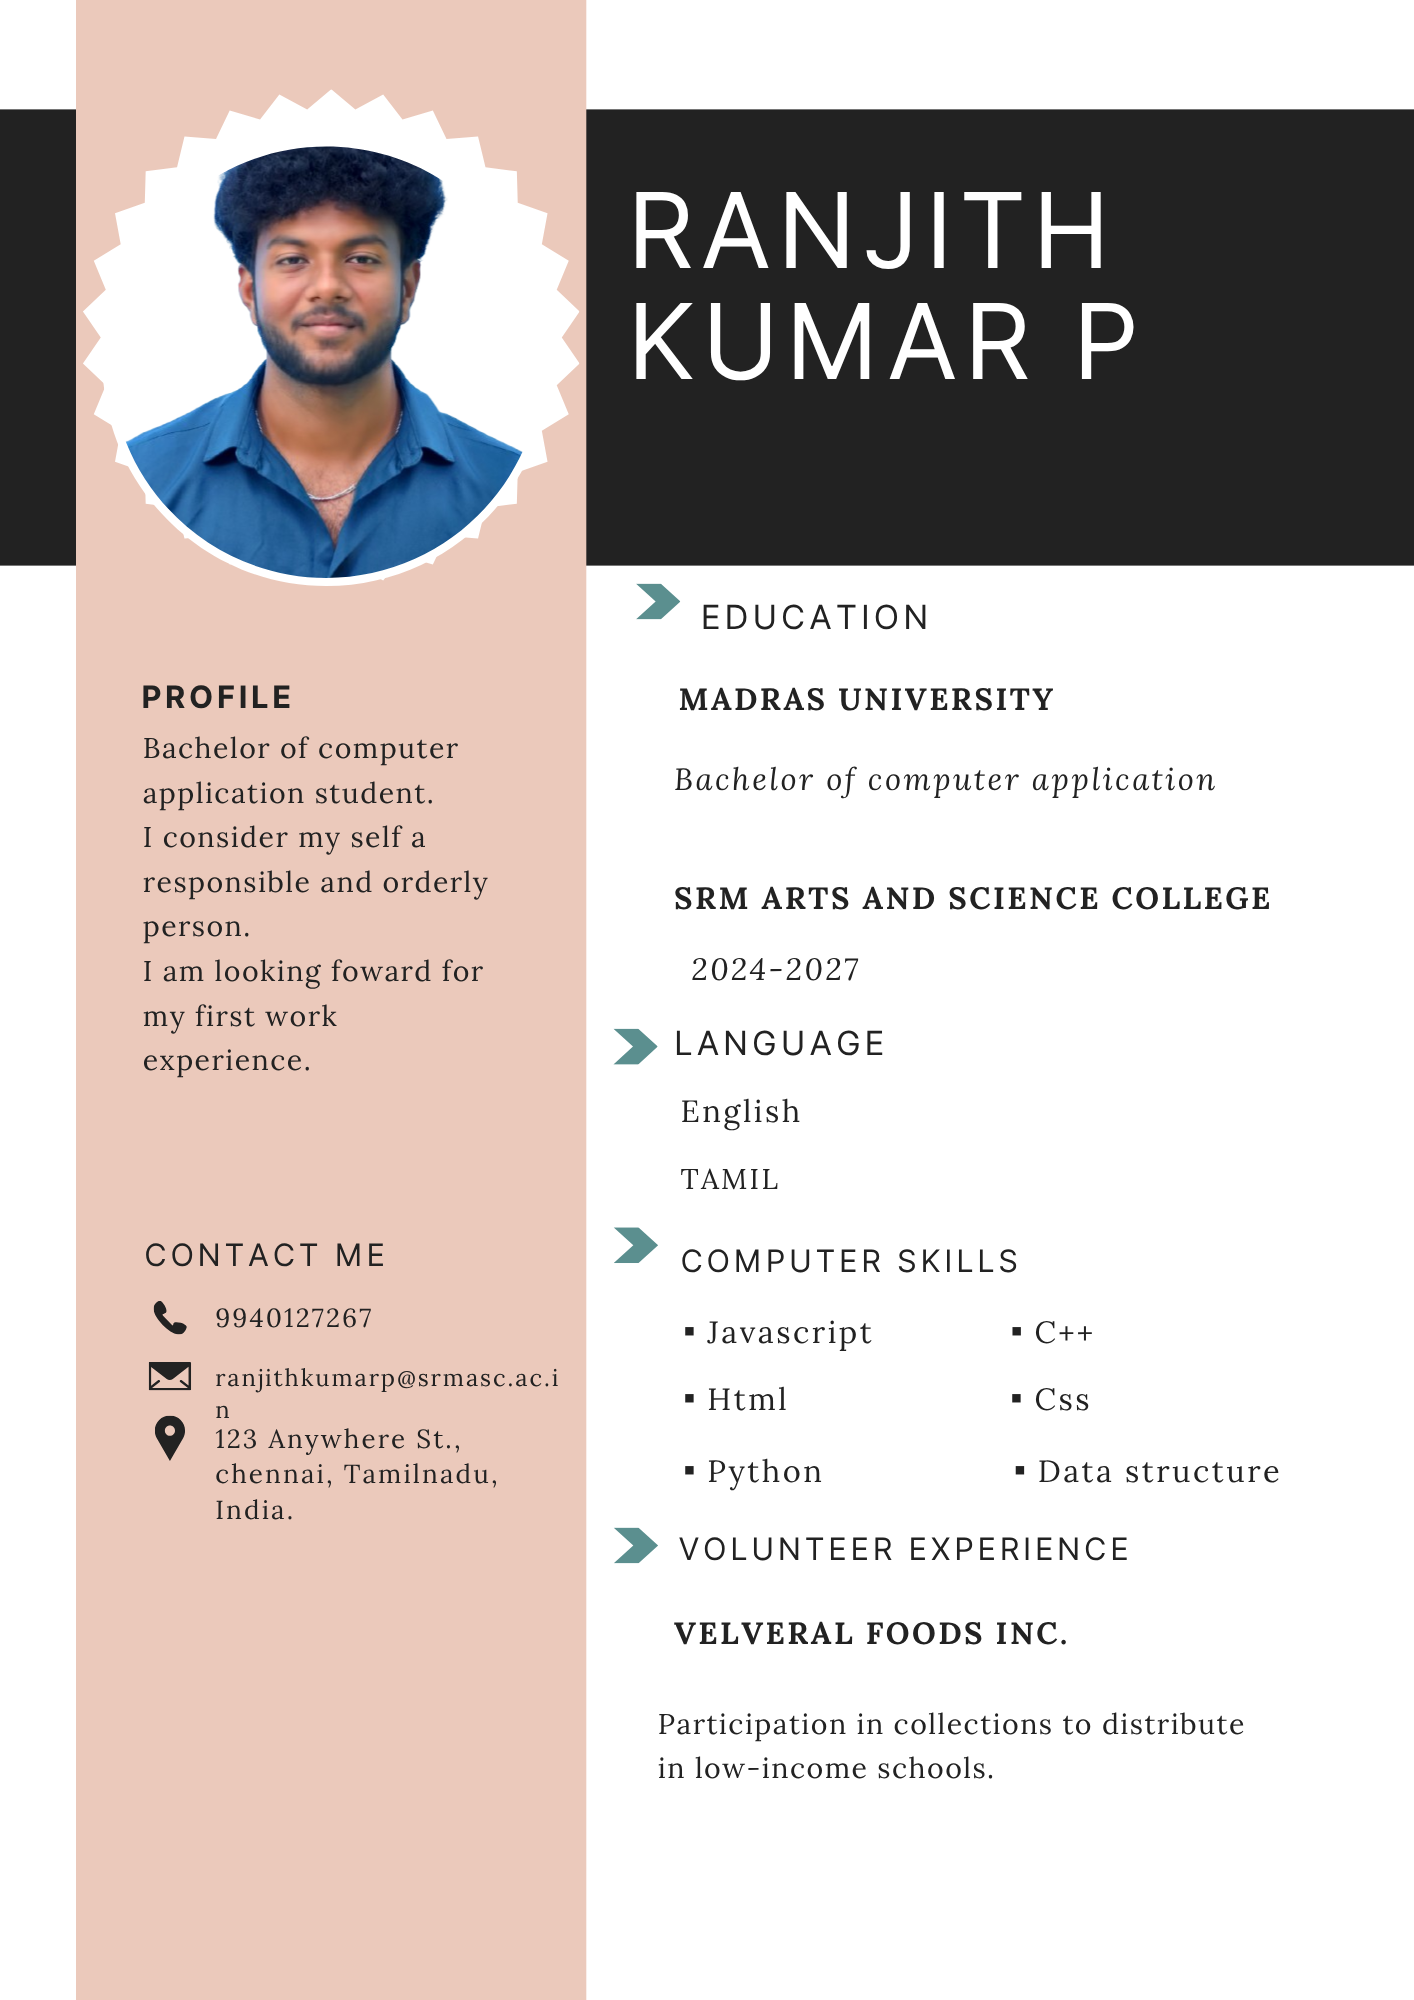 RANJITH
KUMAR P
PROFILE
Bachelor of computer
application student.
I consider my self a
responsible and orderly
person.
I am looking foward for
my first work
experience.
CONTACT ME
9940127267
ranjithkumarp@srmasc.ac.i
n
123 Anywhere St.,
chennai, Tamilnadu,
India.
EDUCATION
MADRAS UNIVERSITY
Bachelor of computer application
SRM ARTS AND SCIENCE COLLEGE
2024-2027
LANGUAGE
English
TAMIL
COMPUTER SKILLS
▪ Javascript
▪ C++
▪ Html
▪ Css
▪ Python
▪ Data structure
VOLUNTEER EXPERIENCE
VELVERAL FOODS INC.
Participation in collections to distribute
in low-income schools.